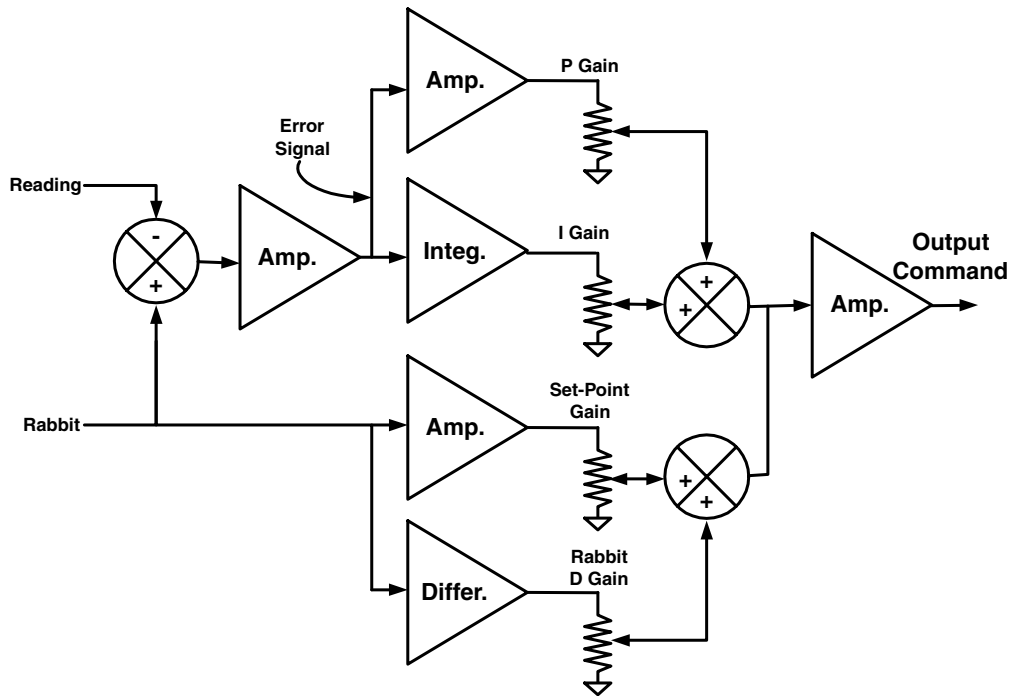 P Gain
Amp.
Error
Signal
Reading
-
+
Amp.
Integ.
I Gain
+
+
Output
Command
Amp.
Rabbit
Amp.
Set-Point
Gain
+
+
Differ.
Rabbit
D Gain